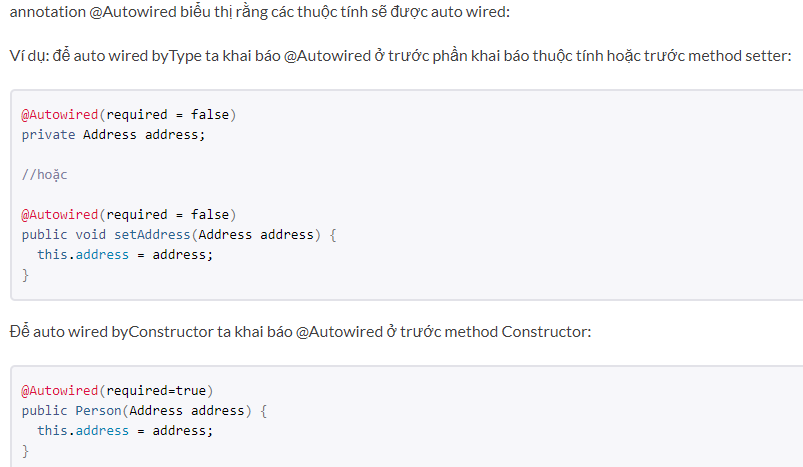 annotation @Autowired biểu thị rằng các thuộc tính sẽ được auto wired:
Ví dụ: để auto wired byType ta khai báo @Autowired ở trước phần khai báo thuộc tính hoặc trước method setter:
@Autowired(required = false)
private Address address;
//hoặc
@Autowired(required = false)
public void setAddress(Address address) {
  this.address = address;
}
Để auto wired byConstructor ta khai báo @Autowired ở trước method Constructor:
@Autowired(required=true)
public Person(Address address) {
  this.address = address;
}